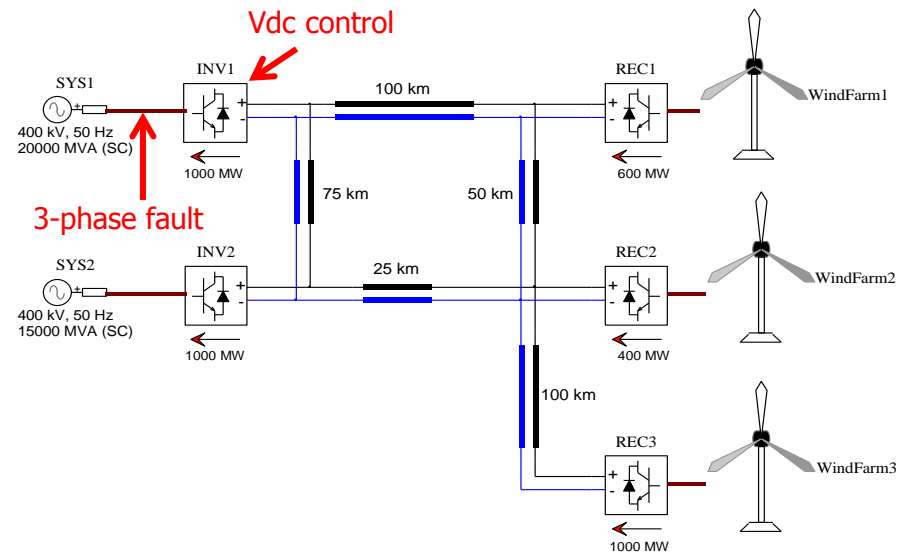 Vdc control
SYS1
INV1
100 km
REC1
WindFarm1
+
+
-
+
-
400 kV, 50 Hz
20000 MVA (SC)
1000 MW
600 MW
3-phase fault
75 km
50 km
SYS2
INV2
25 km
REC2
WindFarm2
+
+
-
+
-
400 kV, 50 Hz
15000 MVA (SC)
1000 MW
400 MW
100 km
REC3
WindFarm3
+
-
1000 MW